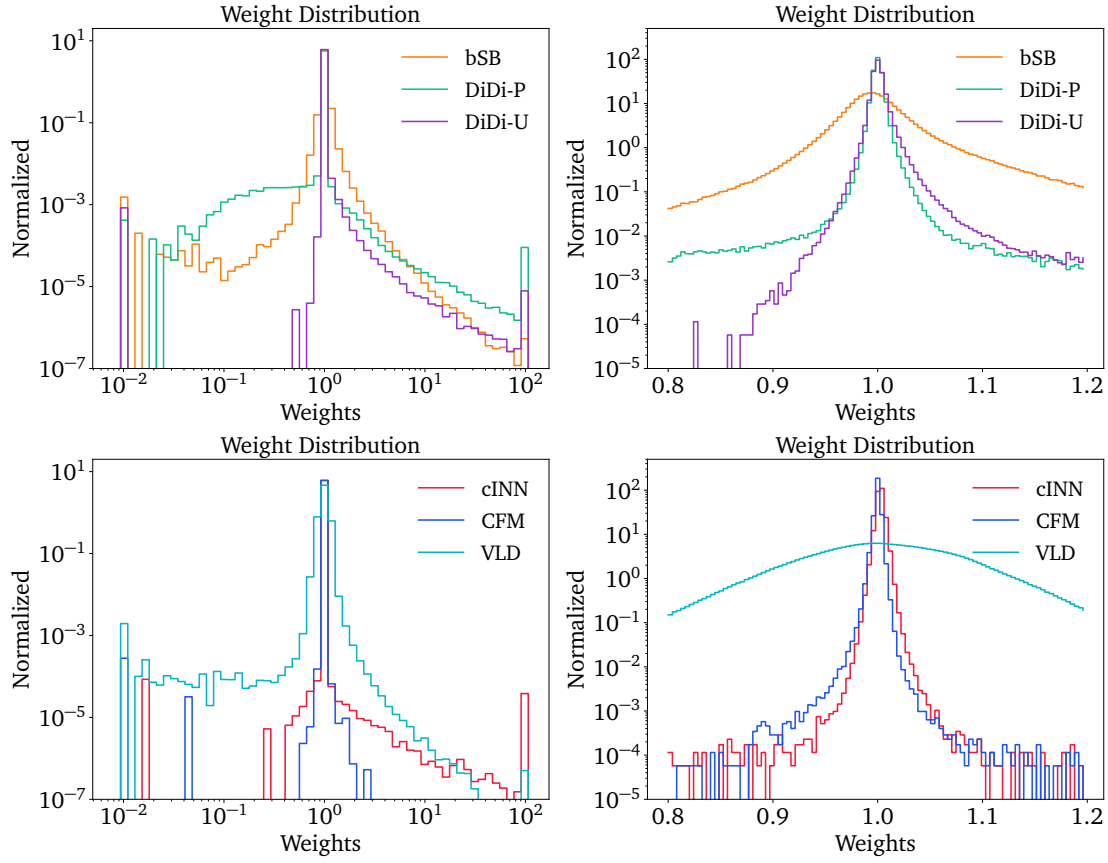 Weight Distribution
Normalized
10^1
10^{-1}
10^{-3}
10^{-5}
10^{-7}
bSB
DiDi-P
DiDi-U
10^{-2}
10^{-1}
10^0
10^1
10^2
Weights
Weight Distribution
Normalized
10^2
10^1
10^0
10^{-1}
10^{-2}
10^{-3}
10^{-4}
10^{-5}
bSB
DiDi-P
DiDi-U
0.8
0.9
1.0
1.1
1.2
Weights
Weight Distribution
Normalized
10^1
10^{-1}
10^{-3}
10^{-5}
10^{-7}
cINN
CFM
VLD
10^{-2}
10^{-1}
10^0
10^1
10^2
Weights
Weight Distribution
Normalized
10^2
10^1
10^0
10^{-1}
10^{-2}
10^{-3}
10^{-4}
10^{-5}
cINN
CFM
VLD
0.8
0.9
1.0
1.1
1.2
Weights